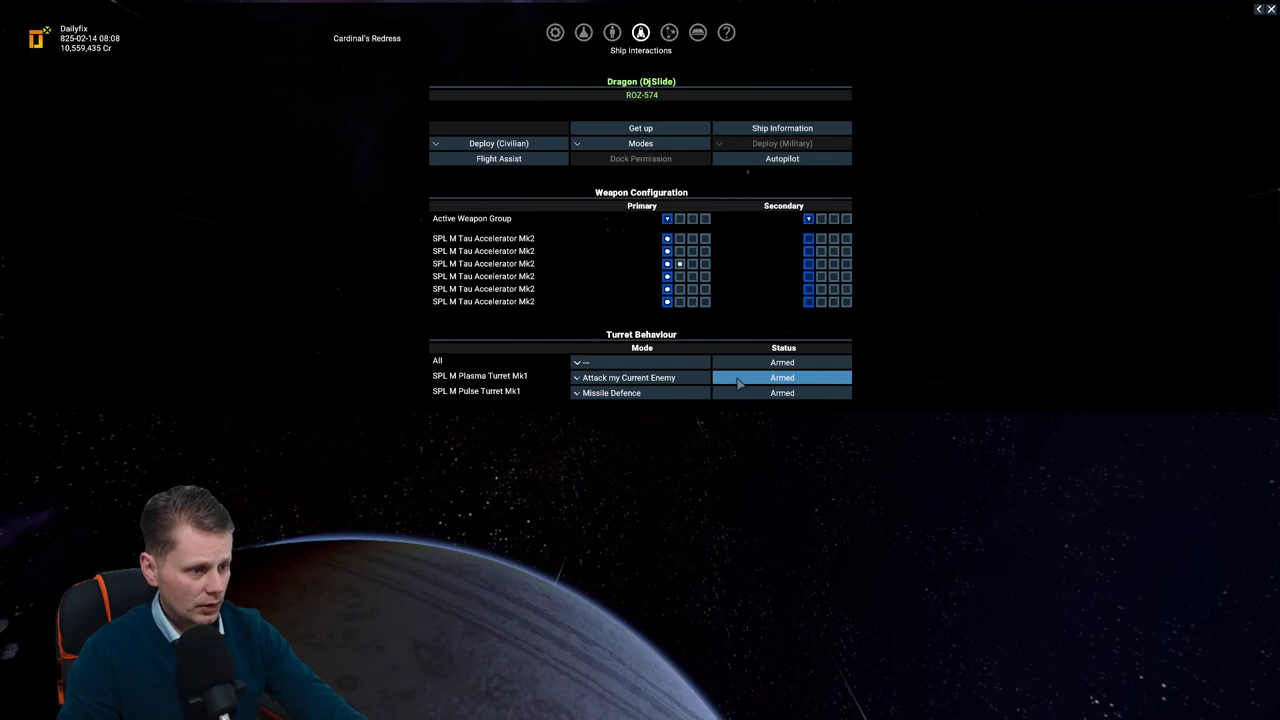 Dailyfix
825-02-14 08:08
10,559,435 Cr
Cardinal's Redress
Ship Interactions
Dragon (DjSlide)
ROZ-574
Get up
Ship Information
Deploy (Civilian)
Modes
Deploy (Military)
Flight Assist
Dock Permission
Autopilot
Weapon Configuration
Primary
Secondary
Active Weapon Group
SPL M Tau Accelerator Mk2
SPL M Tau Accelerator Mk2
SPL M Tau Accelerator Mk2
SPL M Tau Accelerator Mk2
SPL M Tau Accelerator Mk2
SPL M Tau Accelerator Mk2
Turret Behaviour
Mode
Status
All
---
Armed
SPL M Plasma Turret Mk1
Attack my Current Enemy
Armed
SPL M Pulse Turret Mk1
Missile Defence
Armed